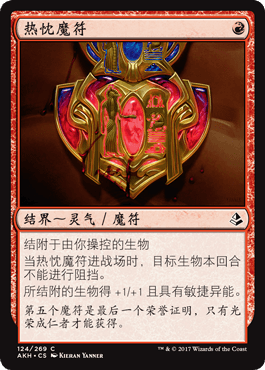 热忱魔符
结界~灵气/魔符
结附于由你操控的生物
当热忱魔符进战场时，目标生物本回合
不能进行阻挡。
所结附的生物得+1/+1且具有敏捷异能。
第五个魔符是最后一个荣誉证明，只有光
荣成仁者才能获得。
124/269 C
AKH • CS KIERAN YANNER
™ & © 2017 Wizards of the Coast